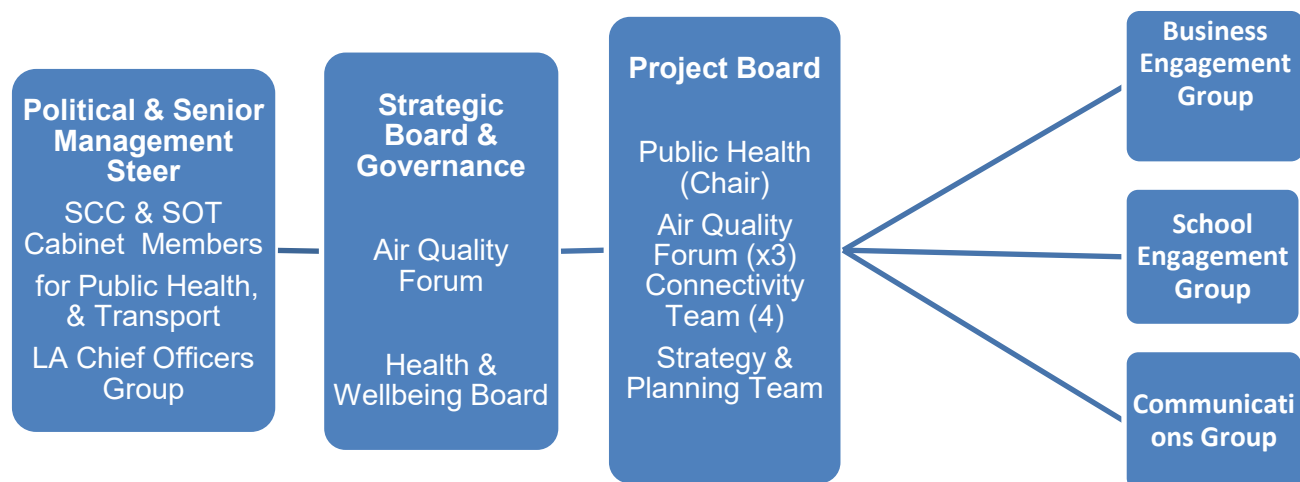 Political & Senior
Management
Steer
SCC & SOT
Cabinet Members
for Public Health,
& Transport
LA Chief Officers
Group
Strategic
Board &
Governance
Air Quality
Forum
Health &
Wellbeing Board
Project Board
Public Health
(Chair)
Air Quality
Forum (x3)
Connectivity
Team (4)
Strategy &
Planning Team
Business
Engagement
Group
School
Engagement
Group
Communicati
ons Group